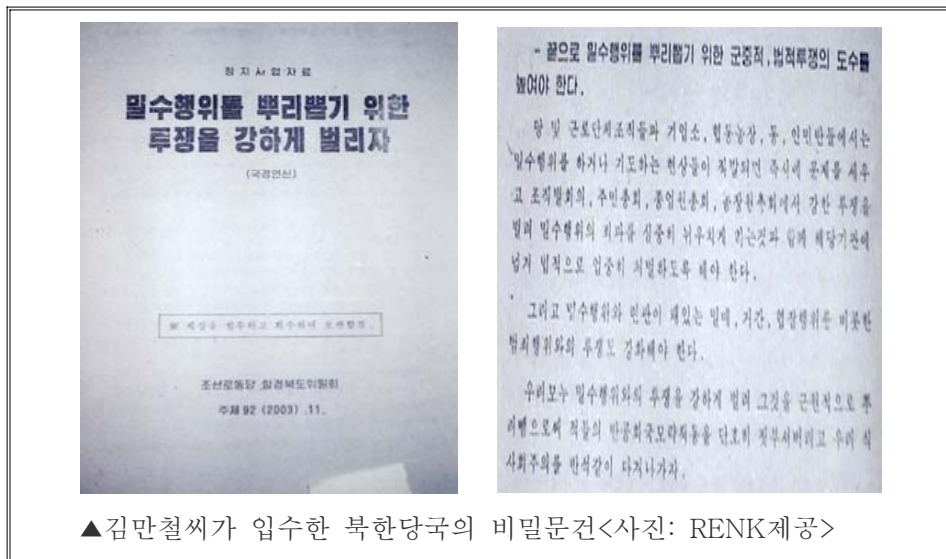 정치사업자료
밀수행위를 뿌리뽑기 위한
투쟁을 강하게 벌리자
(국경연선)
조선로동당 함경북도위원회
주체 92 (2003) .11.
- 끝으로 밀수행위를 뿌리뽑기 위한 군중적,법적투쟁의 도수를
높여야 한다.
당 및 근로단체조직들과 기업소, 협동농장, 동, 인민반들에서는
밀수행위를 하거나 기도하는 현상들이 적발되면 즉시에 문제를 세우
고 조직별회의, 주민총회, 종업원총회, 공장원총회에서 강한 투쟁을
벌려 밀수행위의 죄과를 심중히 뉘우치게 하는것과 함께 해당기관에
넘겨 법적으로 엄중히 처벌하도록 해야 한다.
그리고 밀수행위와 련관이 되있는 밀매, 거간, 협잡행위를 비롯한
범죄행위와의 투쟁도 강화해야 한다.
우리모두 밀수행위와의 투쟁을 강하게 벌려 그것을 근원적으로 뿌
리뽑으로써 적들의 반공화국모략책동을 단호히 짓부셔버리고 우리 식
사회주의를 반석같이 다져나가자.
▲김만철씨가 입수한 북한당국의 비밀문건<사진: RENK제공>